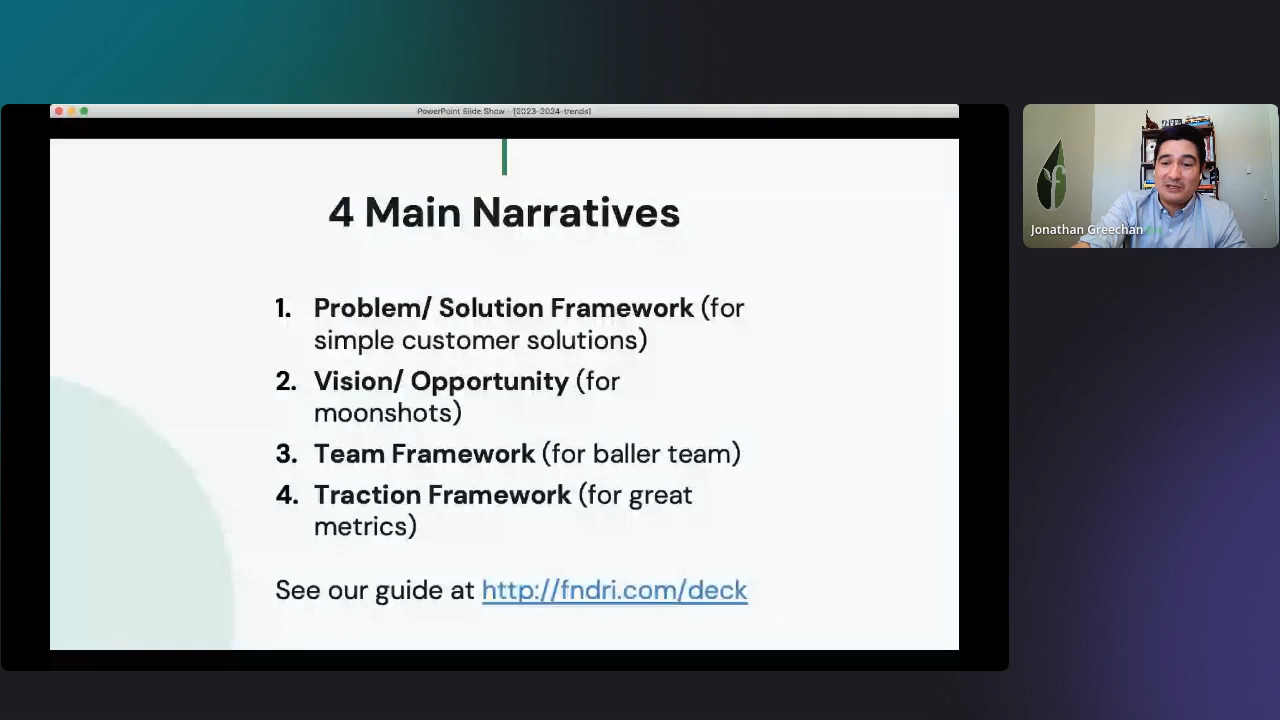 PowerPoint Slide Show - [2023-2024-trends]
4 Main Narratives
1. Problem/ Solution Framework (for
simple customer solutions)
2. Vision/ Opportunity (for
moonshots)
3. Team Framework (for baller team)
4. Traction Framework (for great
metrics)
See our guide at http://fndri.com/deck
Jonathan Greechan